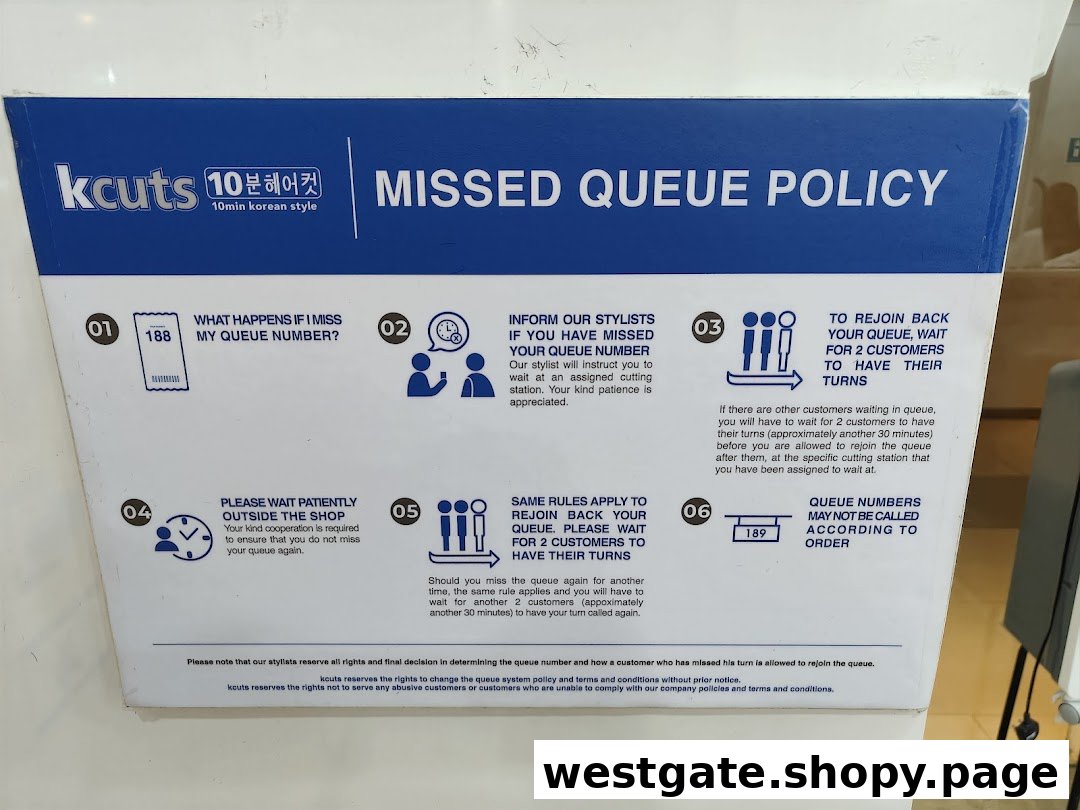 kcuts 10분헤어컷
10min korean style
MISSED QUEUE POLICY
01
188
WHAT HAPPENS IF I MISS
MY QUEUE NUMBER?
02
INFORM OUR STYLISTS
IF YOU HAVE MISSED
YOUR QUEUE NUMBER
Our stylist will instruct you to
wait at an assigned cutting
station. Your kind patience is
appreciated.
03
TO REJOIN BACK
YOUR QUEUE, WAIT
FOR 2 CUSTOMERS
TO HAVE THEIR
TURNS
If there are other customers waiting in queue,
you will have to wait for 2 customers to have
their turns (approximately another 30 minutes)
before you are allowed to rejoin the queue
after them, at the specific cutting station that
you have been assigned to wait at.
04
PLEASE WAIT PATIENTLY
OUTSIDE THE SHOP
Your kind cooperation is required
to ensure that you do not miss
your queue again.
05
SAME RULES APPLY TO
REJOIN BACK YOUR
QUEUE. PLEASE WAIT
FOR 2 CUSTOMERS TO
HAVE THEIR TURNS
Should you miss the queue again for another
time, the same rule applies and you will have to
wait for another 2 customers (appoximately
another 30 minutes) to have your turn called again.
06
189
QUEUE NUMBERS
MAY NOT BE CALLED
ACCORDING TO
ORDER
Please note that our stylists reserve all rights and final decision in determining the queue number and how a customer who has missed his turn is allowed to rejoin the queue.
kcuts reserves the rights to change the queue system policy and terms and conditions without prior notice.
kcuts reserves the rights not to serve any abusive customers or customers who are unable to comply with our company policies and terms and conditions.
westgate.shopy.page